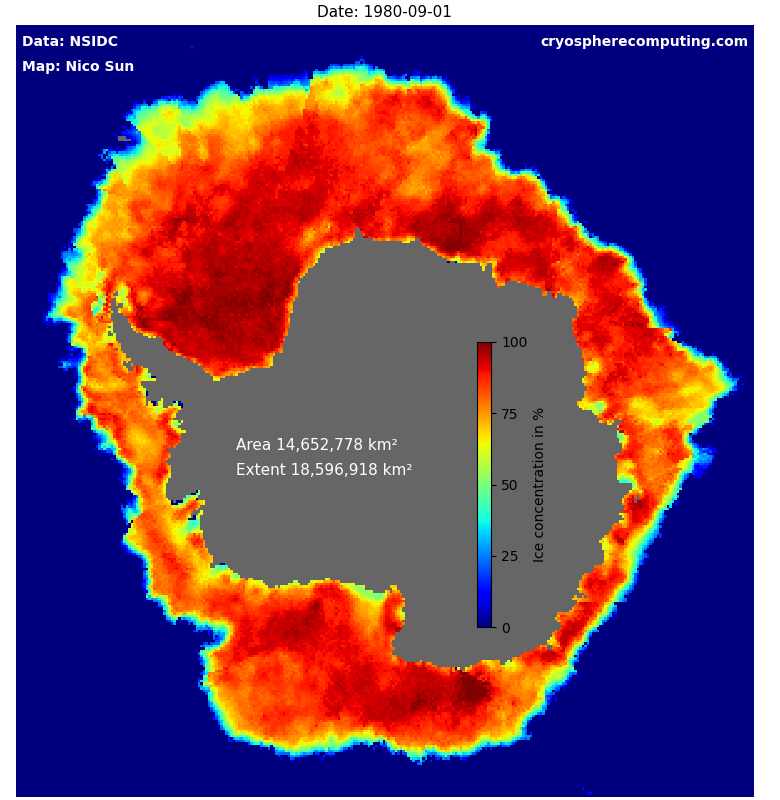 Date: 1980-09-01
Data: NSIDC
cryospherecomputing.com
Map: Nico Sun
100
75
50
25
0
Ice concentration in %
Area 14,652,778 km²
Extent 18,596,918 km²